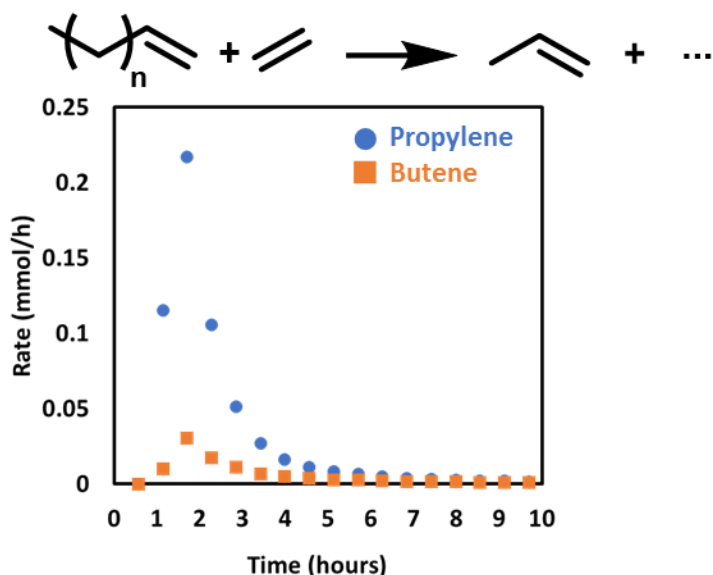 + + ...
n
0.25
Propylene
Butene
0.2
0.15
0.1
0.05
0
Rate (mmol/h)
0 1 2 3 4 5 6 7 8 9 10
Time (hours)